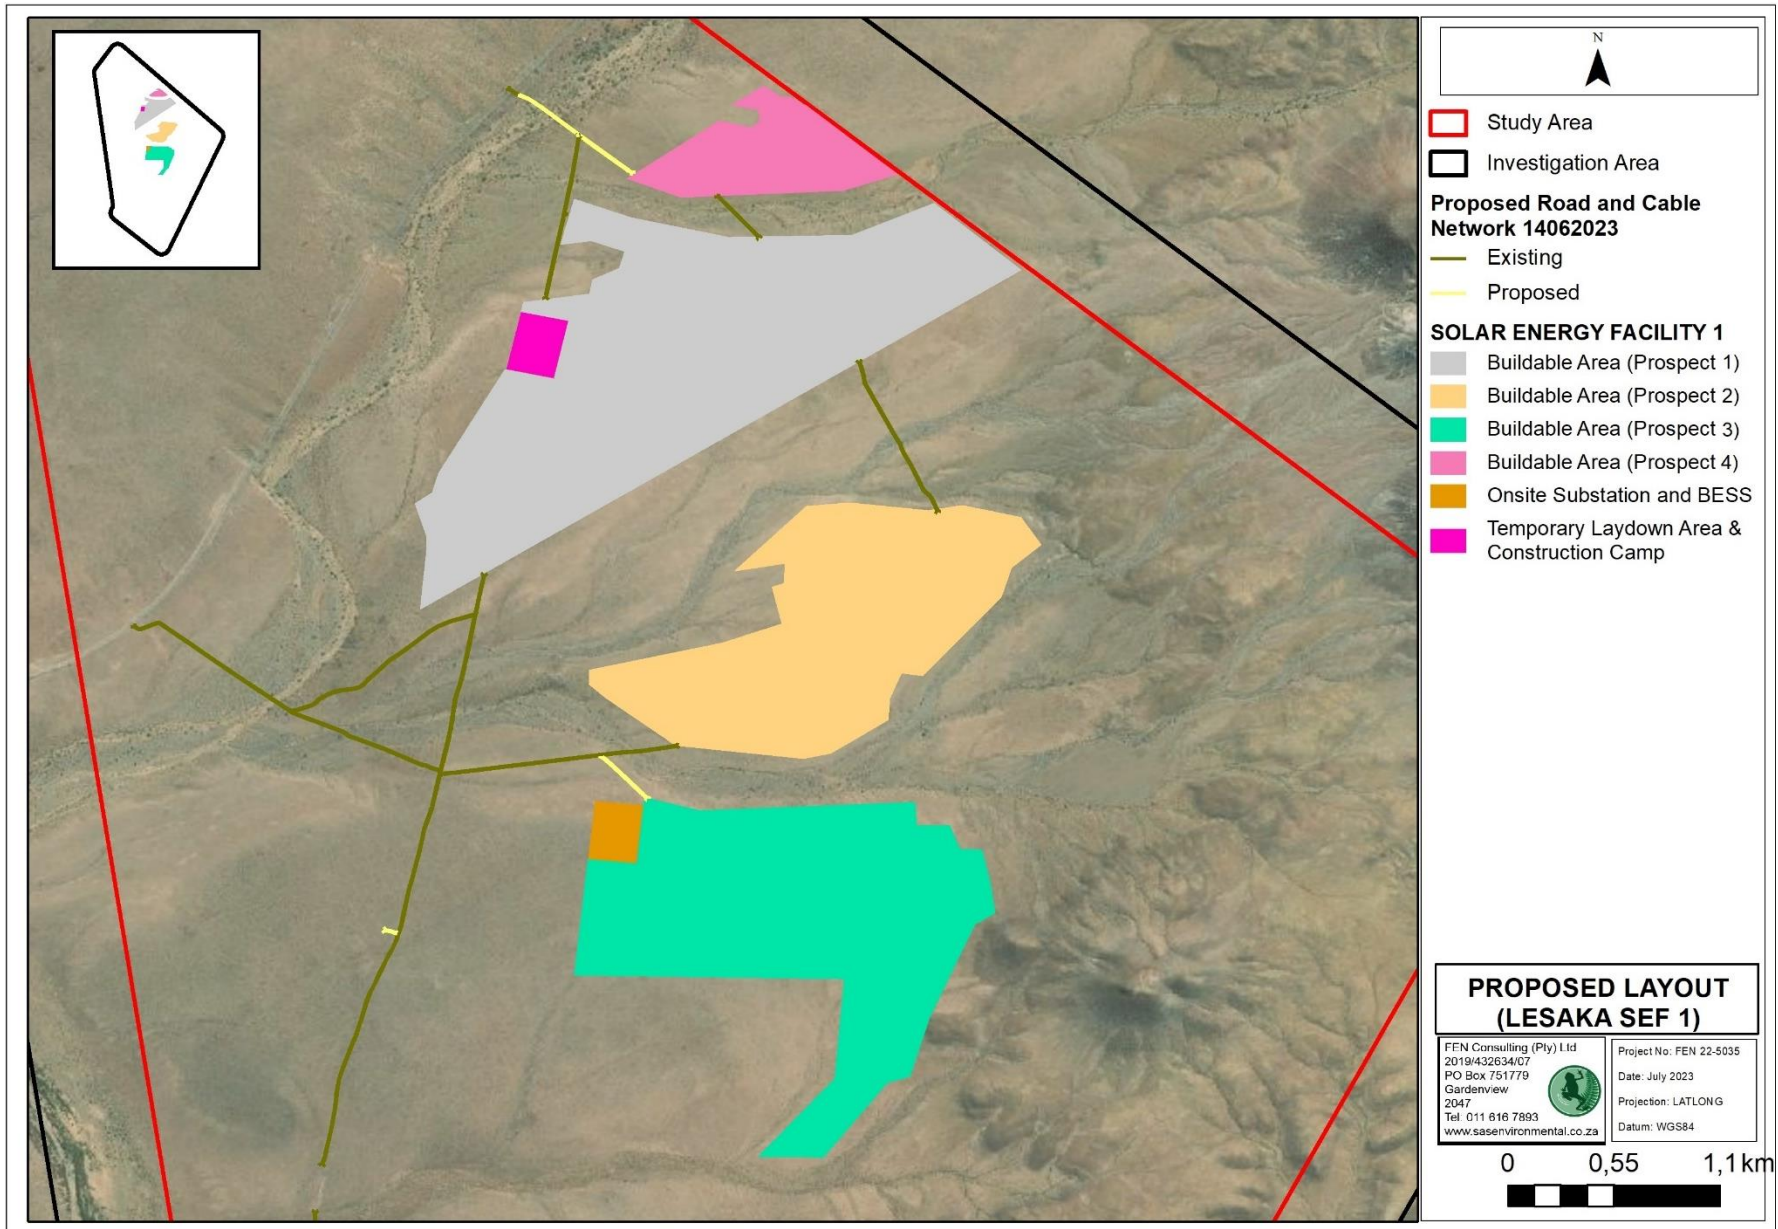 N
Study Area
Investigation Area
Proposed Road and Cable
Network 14062023
Existing
Proposed
SOLAR ENERGY FACILITY 1
Buildable Area (Prospect 1)
Buildable Area (Prospect 2)
Buildable Area (Prospect 3)
Buildable Area (Prospect 4)
Onsite Substation and BESS
Temporary Laydown Area &
Construction Camp
PROPOSED LAYOUT
(LESAKA SEF 1)
FEN Consulting (Pty) Ltd
2019/432634/07
PO Box 751779
Gardenview
2047
Tel: 011 616 7893
www.sasenvironmental.co.za
Project No: FEN 22-5035
Date: July 2023
Projection: LATLONG
Datum: WGS84
0 0,55 1,1 km